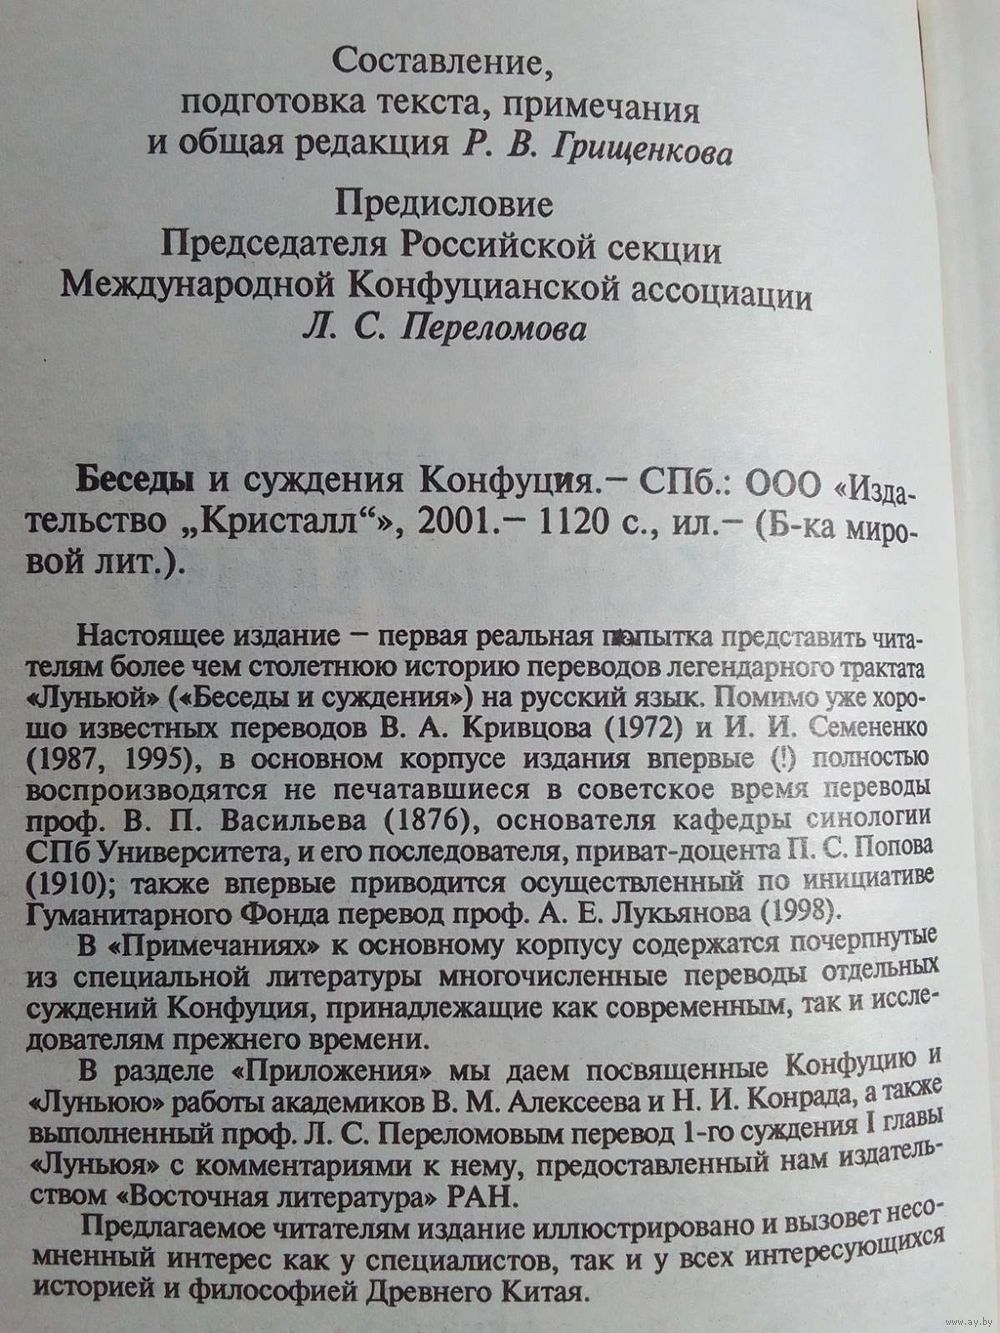 Составление,
подготовка текста, примечания
и общая редакция Р. В. Грищенкова
Предисловие
Председателя Российской секции
Международной Конфуцианской ассоциации
Л. С. Переломова
Беседы и суждения Конфуция.– СПб.: ООО «Изда-
тельство „Кристалл“», 2001.– 1120 с., ил.– (Б-ка миро-
вой лит.).
Настоящее издание – первая реальная попытка представить чита-
телям более чем столетнюю историю переводов легендарного трактата
«Луньюй» («Беседы и суждения») на русский язык. Помимо уже хоро-
шо известных переводов В. А. Кривцова (1972) и И. И. Семененко
(1987, 1995), в основном корпусе издания впервые (!) полностью
воспроизводятся не печатавшиеся в советское время переводы
проф. В. П. Васильева (1876), основателя кафедры синологии
СПб Университета, и его последователя, приват-доцента П. С. Попова
(1910); также впервые приводится осуществленный по инициативе
Гуманитарного Фонда перевод проф. А. Е. Лукьянова (1998).
В «Примечаниях» к основному корпусу содержатся почерпнутые
из специальной литературы многочисленные переводы отдельных
суждений Конфуция, принадлежащие как современным, так и иссле-
дователям прежнего времени.
В разделе «Приложения» мы даем посвященные Конфуцию и
«Луньюю» работы академиков В. М. Алексеева и Н. И. Конрада, а также
выполненный проф. Л. С. Переломовым перевод 1-го суждения I главы
«Луньюя» с комментариями к нему, предоставленный нам издатель-
ством «Восточная литература» РАН.
Предлагаемое читателям издание иллюстрировано и вызовет несо-
мненный интерес как у специалистов, так и у всех интересующихся
историей и философией Древнего Китая.
www.ay.by